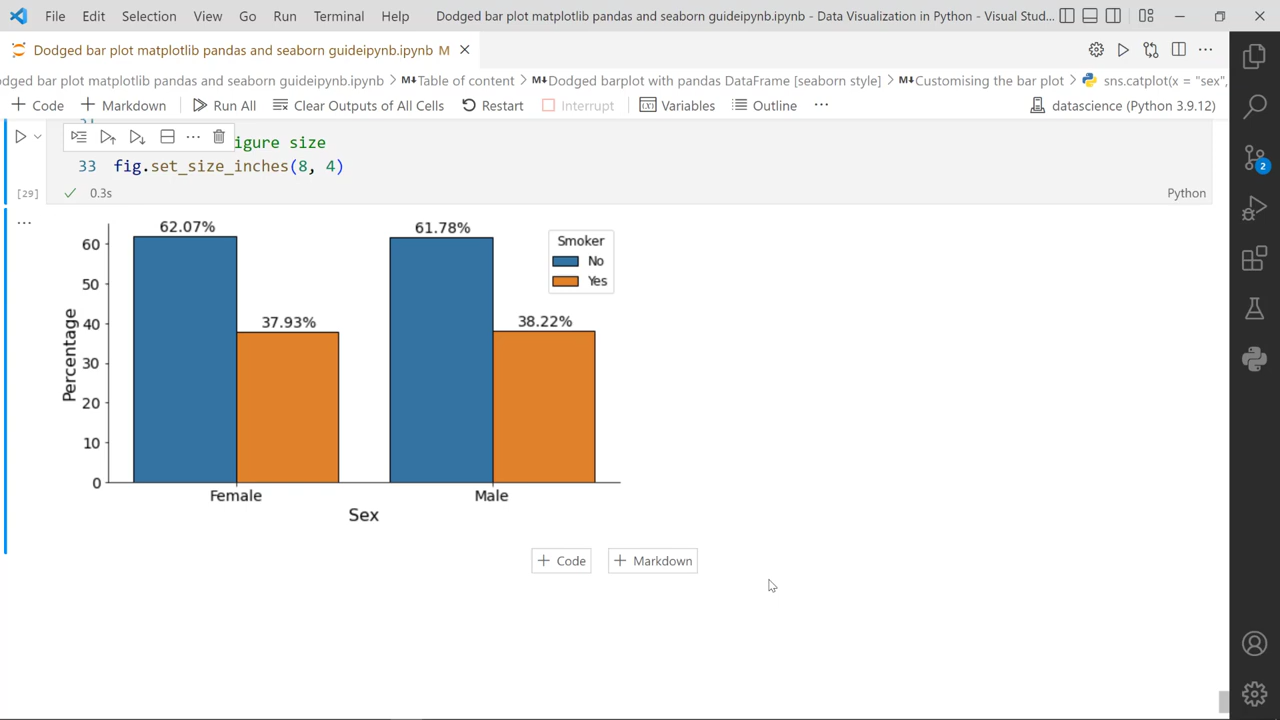 File Edit Selection View Go Run Terminal Help Dodged bar plot matplotlib pandas and seaborn guideipynb.ipynb - Data Visualization in Python - Visual Stud...
Dodged bar plot matplotlib pandas and seaborn guideipynb.ipynb M
odged bar plot matplotlib pandas and seaborn guideipynb.ipynb > M↓Table of content > M↓Dodged barplot with pandas DataFrame [seaborn style] > M↓Customising the bar plot > sns.catplot(x = "sex",
+ Code + Markdown Run All Clear Outputs of All Cells Restart Interrupt Variables Outline ... datascience (Python 3.9.12)
igure size
33 fig.set_size_inches(8, 4)
[29] 0.3s Python
62.07% 61.78%
Smoker
No
Yes
37.93% 38.22%
60
50
40
30
20
10
0
Percentage
Female Male
Sex
+ Code + Markdown
2